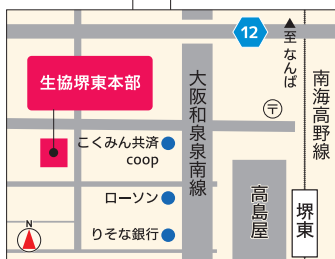 12
▲至 なんば
生協堺東本部
大阪和泉泉南線
南海高野線
〒
こくみん共済
coop
ローソン
高島屋
堺東
りそな銀行
N